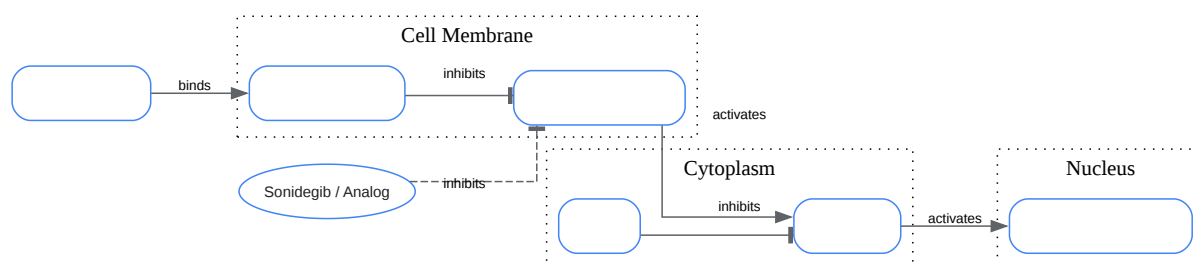 Cell Membrane
inhibits
binds
activates
Cytoplasm
Nucleus
Sonidegib / Analog
inhibits
inhibits
activates